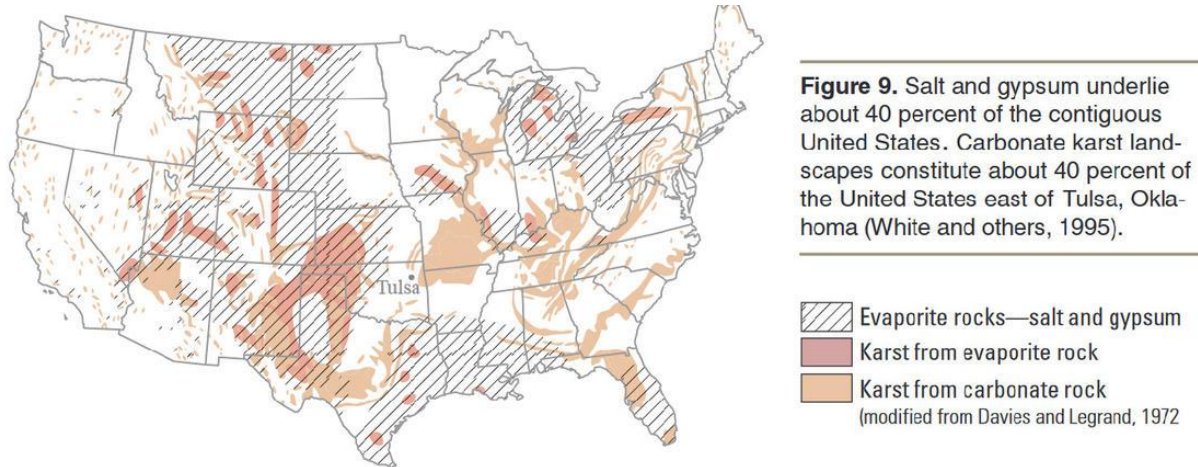 Tulsa
Figure 9. Salt and gypsum underlie
about 40 percent of the contiguous
United States. Carbonate karst land-
scapes constitute about 40 percent of
the United States east of Tulsa, Okla-
homa (White and others, 1995).
Evaporite rocks—salt and gypsum
Karst from evaporite rock
Karst from carbonate rock
(modified from Davies and Legrand, 1972